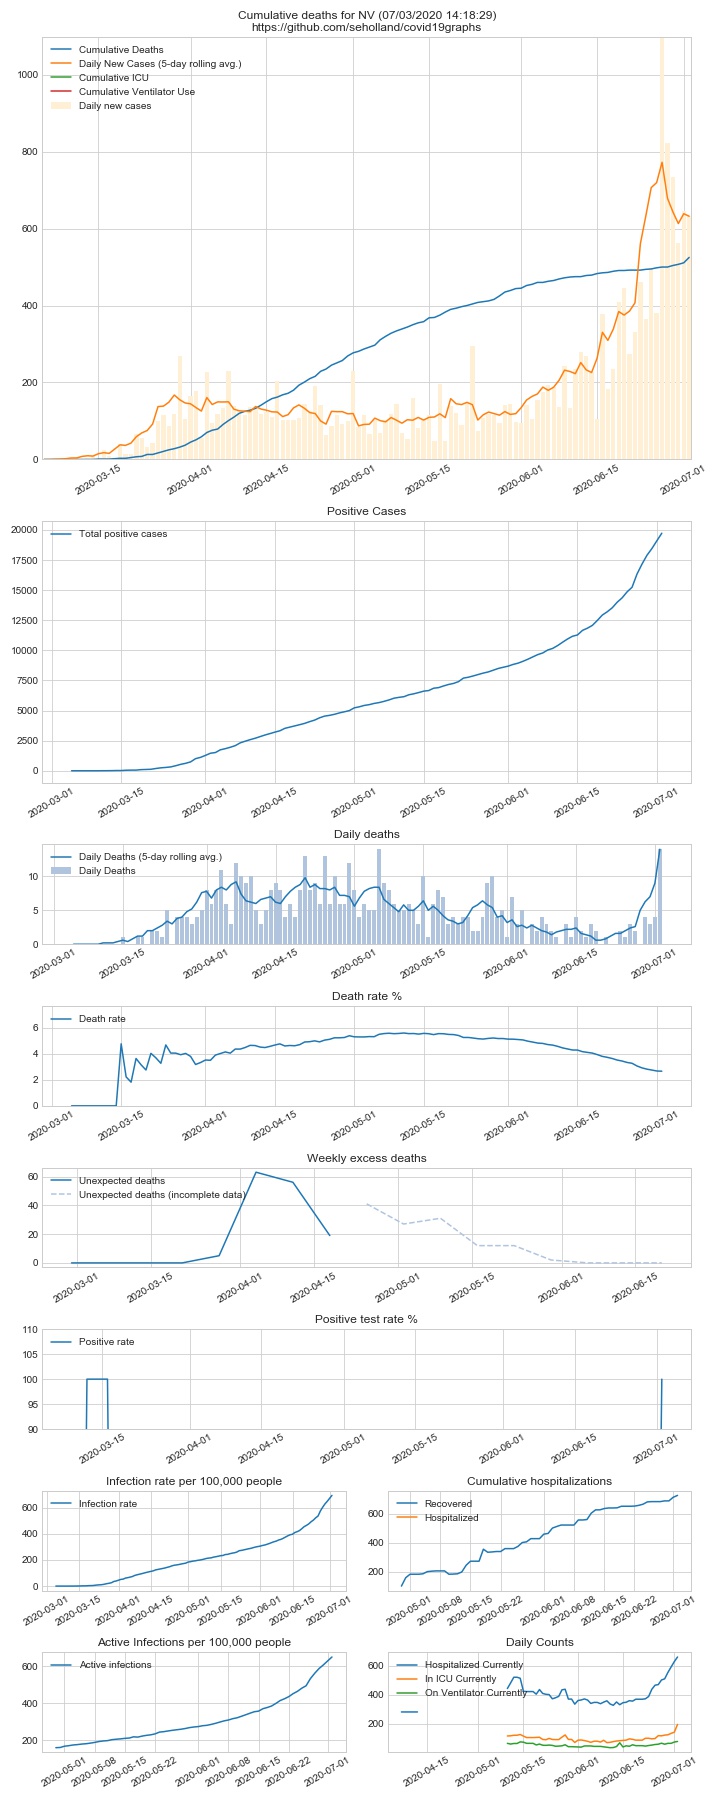 Cumulative deaths for NV (07/03/2020 14:18:29)
https://github.com/seholland/covid19graphs
Cumulative Deaths
Daily New Cases (5-day rolling avg.)
Cumulative ICU
Cumulative Ventilator Use
Daily new cases
1000
800
600
400
200
0
2020-03-15 2020-04-01 2020-04-15 2020-05-01 2020-05-15 2020-06-01 2020-06-15 2020-07-01
Positive Cases
Total positive cases
20000
17500
15000
12500
10000
7500
5000
2500
0
2020-03-01 2020-03-15 2020-04-01 2020-04-15 2020-05-01 2020-05-15 2020-06-01 2020-06-15 2020-07-01
Daily deaths
Daily Deaths (5-day rolling avg.)
Daily Deaths
10
5
0
2020-03-01 2020-03-15 2020-04-01 2020-04-15 2020-05-01 2020-05-15 2020-06-01 2020-06-15 2020-07-01
Death rate %
Death rate
6
4
2
0
2020-03-01 2020-03-15 2020-04-01 2020-04-15 2020-05-01 2020-05-15 2020-06-01 2020-06-15 2020-07-01
Weekly excess deaths
Unexpected deaths
Unexpected deaths (incomplete data)
60
40
20
0
2020-03-01 2020-03-15 2020-04-01 2020-04-15 2020-05-01 2020-05-15 2020-06-01 2020-06-15
Positive test rate %
Positive rate
110
105
100
95
90
2020-03-15 2020-04-01 2020-04-15 2020-05-01 2020-05-15 2020-06-01 2020-06-15 2020-07-01
Infection rate per 100,000 people
Infection rate
600
400
200
0
2020-03-01 2020-03-15 2020-04-01 2020-04-15 2020-05-01 2020-05-15 2020-06-01 2020-06-15 2020-07-01
Cumulative hospitalizations
Recovered
Hospitalized
600
400
200
2020-05-01 2020-05-08 2020-05-15 2020-05-22 2020-06-01 2020-06-08 2020-06-15 2020-06-22 2020-07-01
Active Infections per 100,000 people
Active infections
600
400
200
2020-05-01 2020-05-08 2020-05-15 2020-05-22 2020-06-01 2020-06-08 2020-06-15 2020-06-22 2020-07-01
Daily Counts
Hospitalized Currently
In ICU Currently
On Ventilator Currently
600
400
200
2020-04-15 2020-05-01 2020-05-15 2020-06-01 2020-06-15 2020-07-01